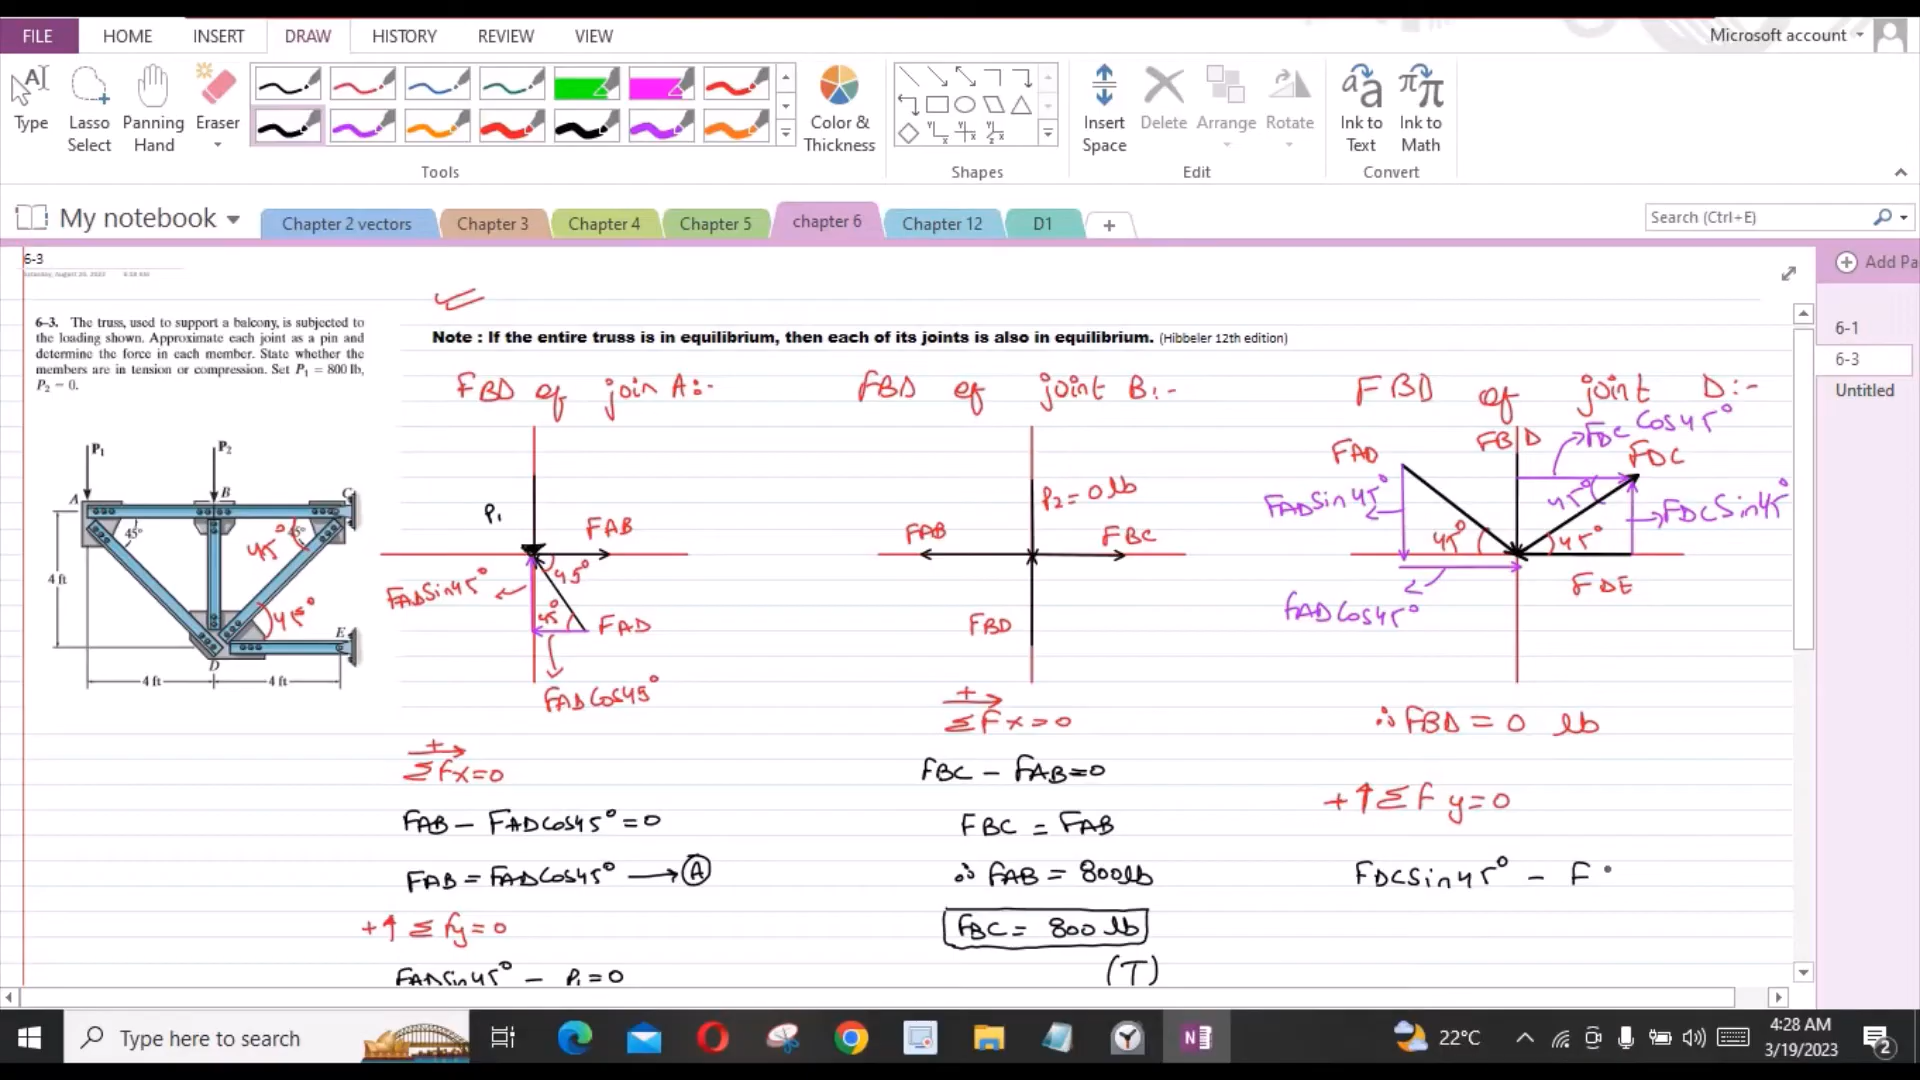 FILE HOME INSERT DRAW HISTORY REVIEW VIEW Microsoft account
Type
Lasso Select
Panning Hand
Eraser
Color & Thickness
Insert Space
Delete
Arrange
Rotate
Ink to Text
Ink to Math
Tools Shapes Edit Convert
My notebook Chapter 2 vectors Chapter 3 Chapter 4 Chapter 5 chapter 6 Chapter 12 D1 + Search (Ctrl+E)
6-3
Add Pa
6-1
6-3
Untitled
6–3. The truss, used to support a balcony, is subjected to
the loading shown. Approximate each joint as a pin and
determine the force in each member. State whether the
members are in tension or compression. Set P1 = 800 lb,
P2 = 0.
P1 P2
A B C
45° 45°
45°
4 ft
E
D
4 ft 4 ft
Note : If the entire truss is in equilibrium, then each of its joints is also in equilibrium. (Hibbeler 12th edition)
FBD of join A:-
P1
FAB
45°
FADSin45°
45°
FAD
FADCos45°
+
ΣFx=0
FAB - FADCos45°=0
FAB = FADCos45° → A
+↑ Σfy=0
FADSin45° - P1=0
FBD of joint B:-
P2=0lb
FAB FBC
FBD
+
ΣFx=0
FBC - FAB=0
FBC = FAB
∴ FAB = 800lb
FBC = 800 lb
(T)
FBD of joint D:-
FDC Cos45°
FAD FBD FDC
FADSin45° 45° FDCSin45°
45° 45°
FDE
FADCos45°
∴ FBD = 0 lb
+↑ΣFy=0
FDCSin45° - F
Type here to search
22°C
4:28 AM
3/19/2023
2